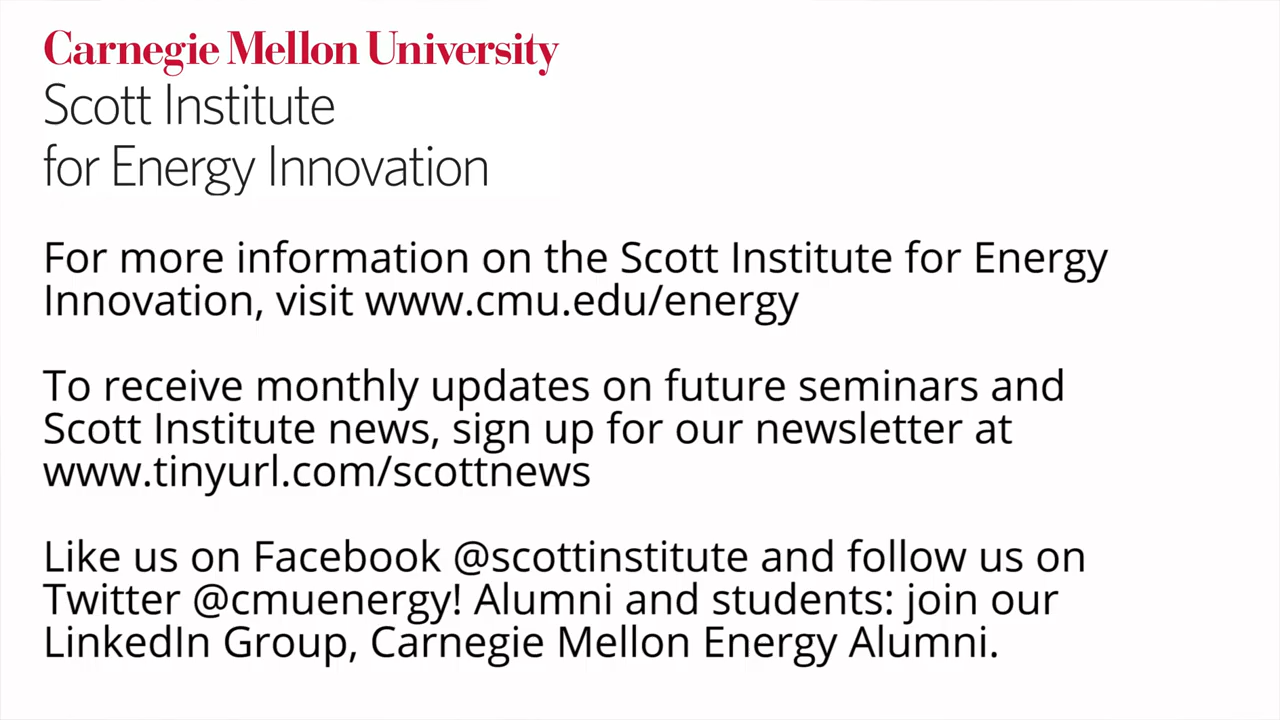 Carnegie Mellon University
Scott Institute
for Energy Innovation
For more information on the Scott Institute for Energy
Innovation, visit www.cmu.edu/energy
To receive monthly updates on future seminars and
Scott Institute news, sign up for our newsletter at
www.tinyurl.com/scottnews
Like us on Facebook @scottinstitute and follow us on
Twitter @cmuenergy! Alumni and students: join our
LinkedIn Group, Carnegie Mellon Energy Alumni.